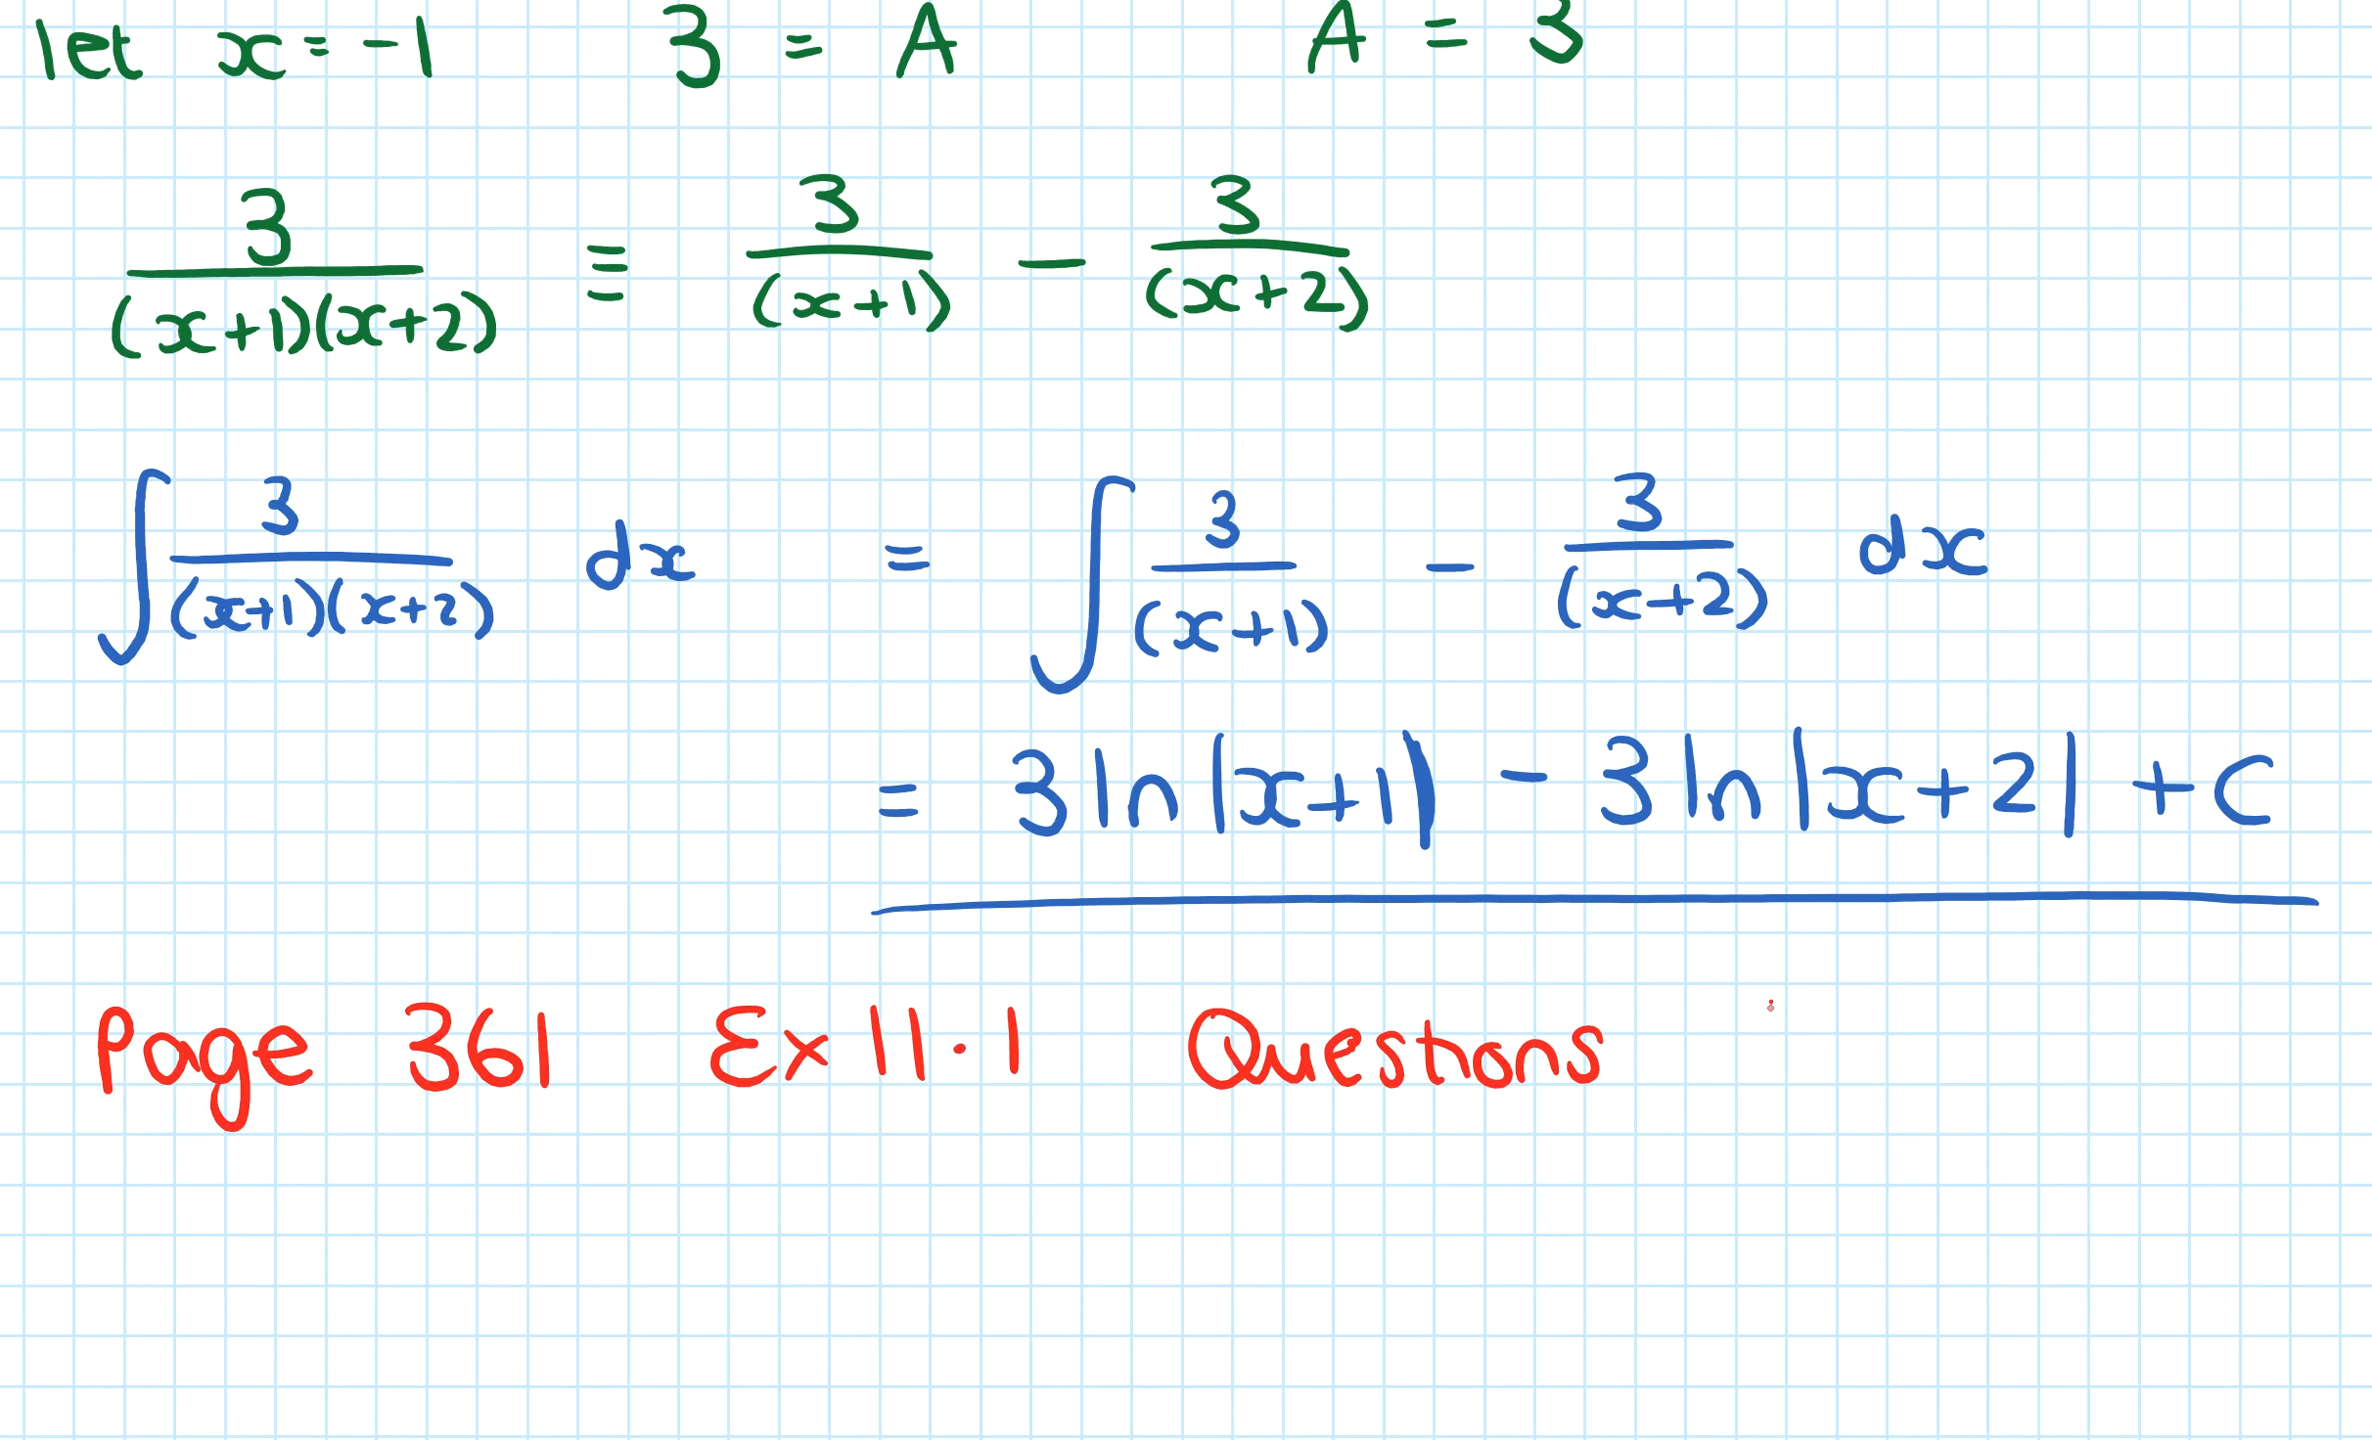 let x = -1 3 = A A = 3
3/((x+1)(x+2)) ≡ 3/(x+1) - 3/(x+2)
∫ 3/((x+1)(x+2)) dx = ∫ 3/(x+1) - 3/(x+2) dx
= 3 ln|x+1| - 3 ln|x+2| + C
Page 361 Ex 11.1 Questions